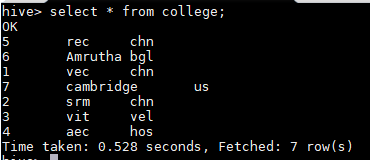 hive> select * from college;
OK
5 rec chn
6 Amrutha bgl
1 vec chn
7 cambridge us
2 srm chn
3 vit vel
4 aec hos
Time taken: 0.528 seconds, Fetched: 7 row(s)
hive>